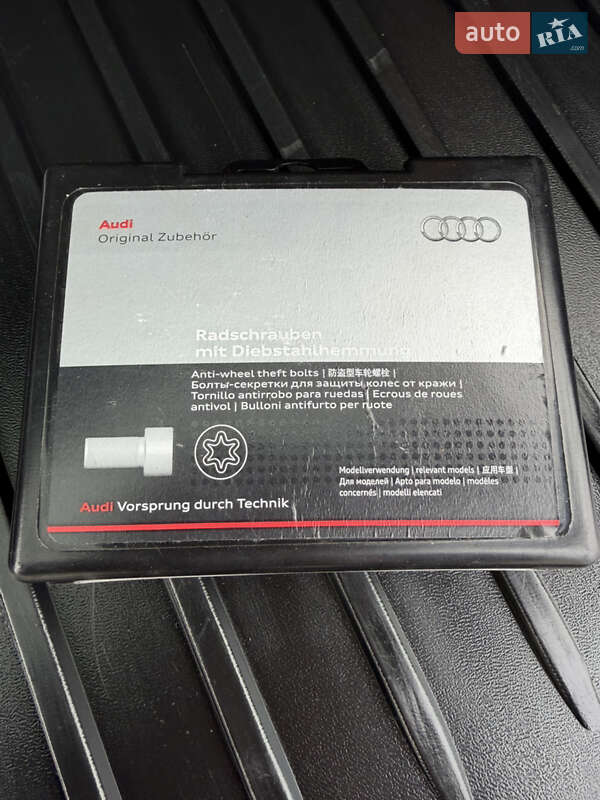 auto RIA.com
Audi
Original Zubehör
Radschrauben
mit Diebstahlhemmung
Anti-wheel theft bolts | 防盗型车轮螺栓 |
Болты-секретки для защиты колес от кражи |
Tornillo antirrobo para ruedas | Ecrous de roues
antivol | Bulloni antifurto per ruote
Modellverwendung | relevant models | 应用车型 |
Для моделей | Apto para modelo | modèles
concernés | modelli elencati
Audi Vorsprung durch Technik